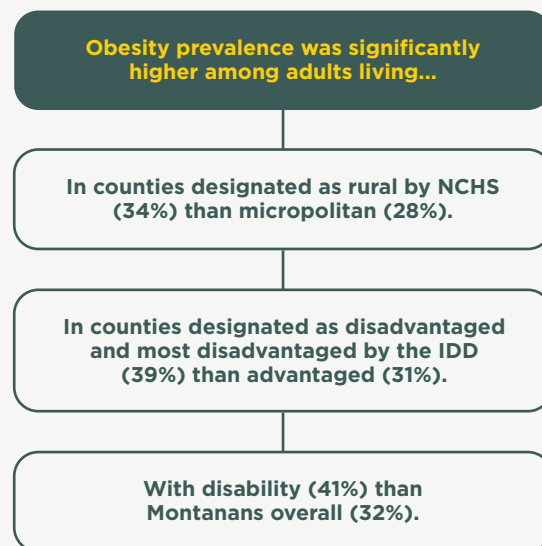 Obesity prevalence was significantly
higher among adults living...
In counties designated as rural by NCHS
(34%) than micropolitan (28%).
In counties designated as disadvantaged
and most disadvantaged by the IDD
(39%) than advantaged (31%).
With disability (41%) than
Montanans overall (32%).